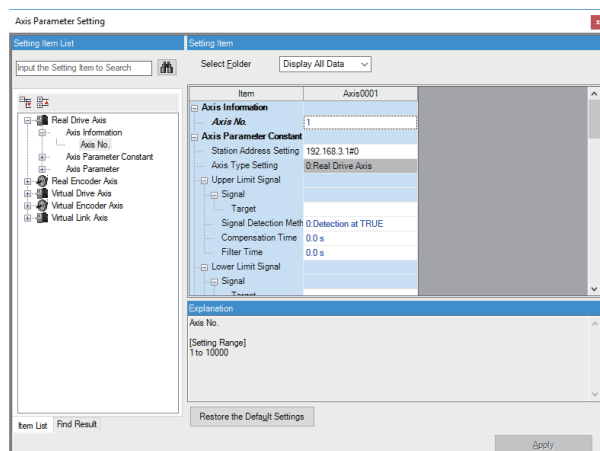 Axis Parameter Setting
x
Setting Item List
Input the Setting Item to Search
Real Drive Axis
Axis Information
Axis No.
Axis Parameter Constant
Axis Parameter
Real Encoder Axis
Virtual Drive Axis
Virtual Encoder Axis
Virtual Link Axis
Item List
Find Result
Setting Item
Select Folder
Display All Data
Item
Axis0001
Axis Information
Axis No.
1
Axis Parameter Constant
Station Address Setting
192.168.3.1#0
Axis Type Setting
0:Real Drive Axis
Upper Limit Signal
Signal
Target
Signal Detection Meth
0:Detection at TRUE
Compensation Time
0.0 s
Filter Time
0.0 s
Lower Limit Signal
Signal
Target
Explanation
Axis No.
[Setting Range]
1 to 10000
Restore the Default Settings
Apply